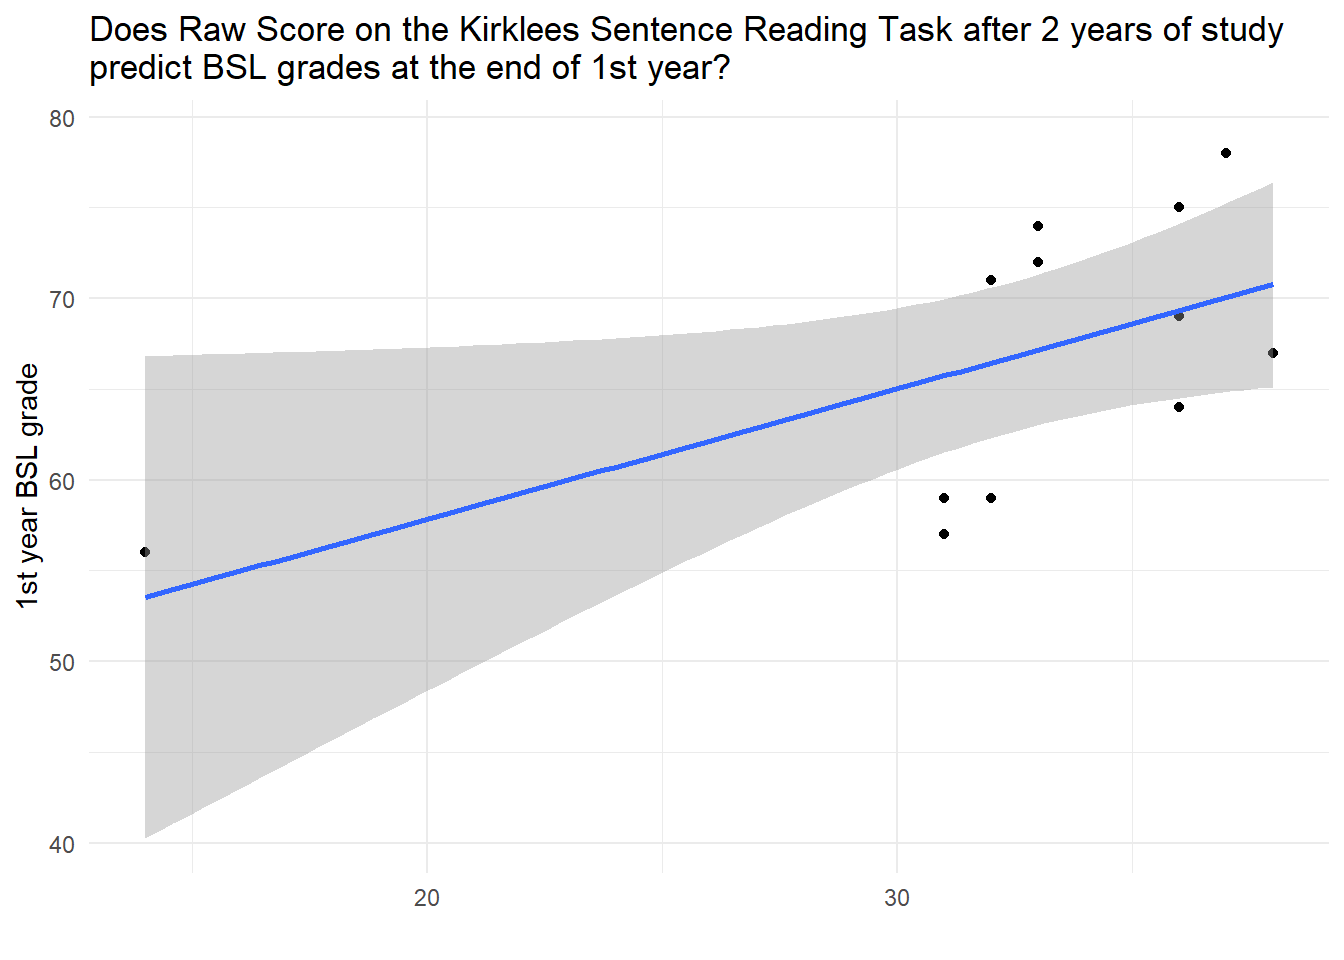 Does Raw Score on the Kirklees Sentence Reading Task after 2 years of study
predict BSL grades at the end of 1st year?
80
70
60
50
40
1st year BSL grade
20
30